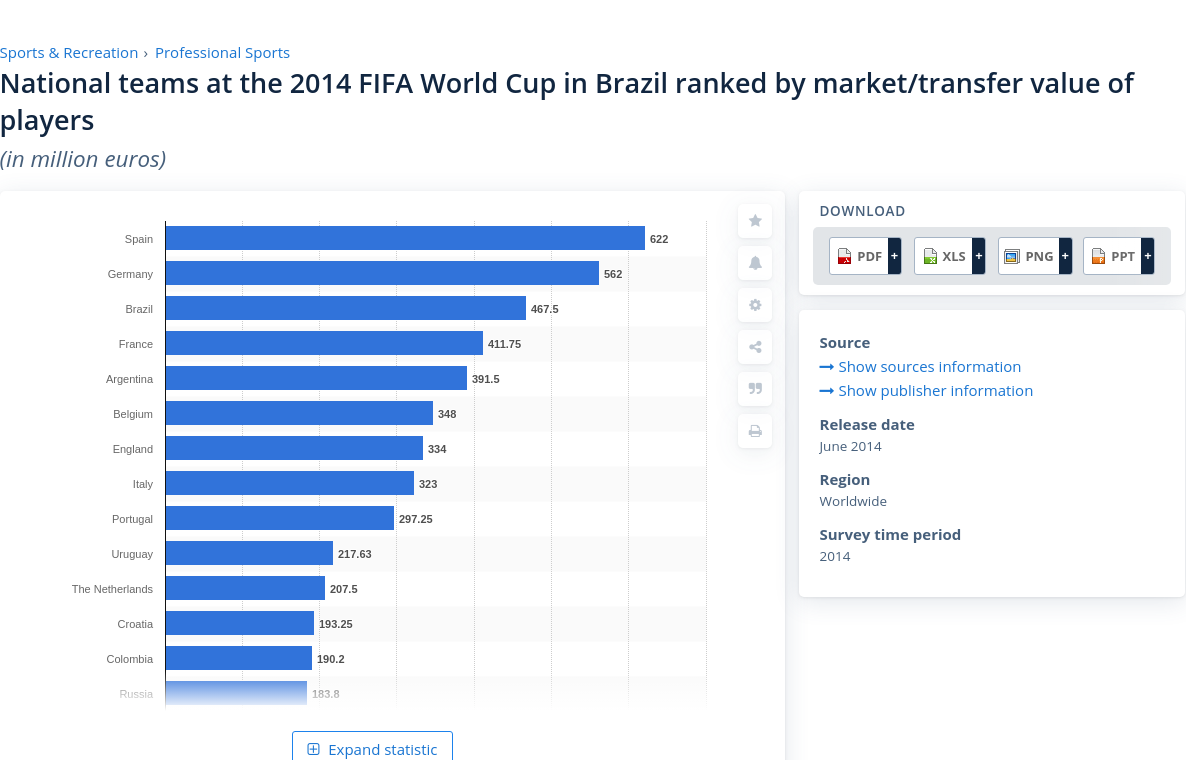 Sports & Recreation › Professional Sports
National teams at the 2014 FIFA World Cup in Brazil ranked by market/transfer value of
players
(in million euros)
Spain 622
Germany 562
Brazil 467.5
France 411.75
Argentina 391.5
Belgium 348
England 334
Italy 323
Portugal 297.25
Uruguay 217.63
The Netherlands 207.5
Croatia 193.25
Colombia 190.2
Russia 183.8
Expand statistic
DOWNLOAD
PDF + XLS + PNG + PPT +
Source
Show sources information
Show publisher information
Release date
June 2014
Region
Worldwide
Survey time period
2014